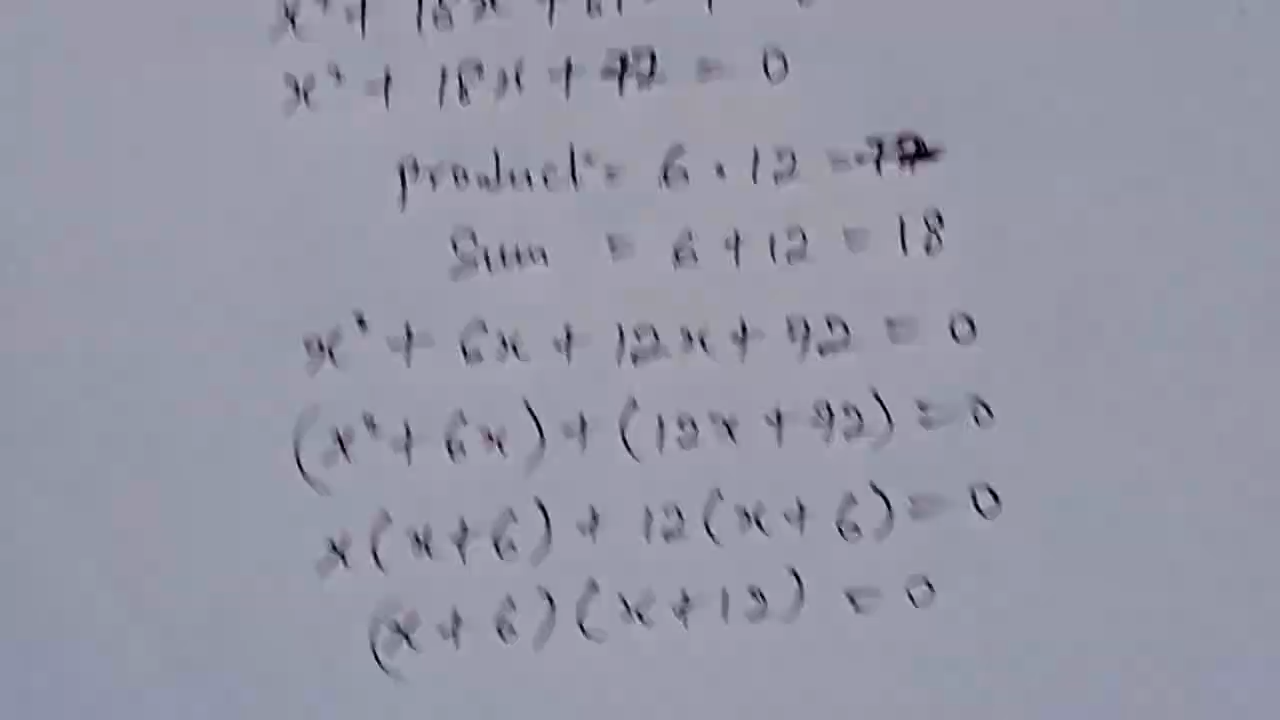 x² + 18x + 72 = 0
product = 6 · 12 = 72
Sum = 6 + 12 = 18
x² + 6x + 12x + 72 = 0
(x² + 6x) + (12x + 72) = 0
x(x+6) + 12(x+6) = 0
(x+6)(x+12) = 0